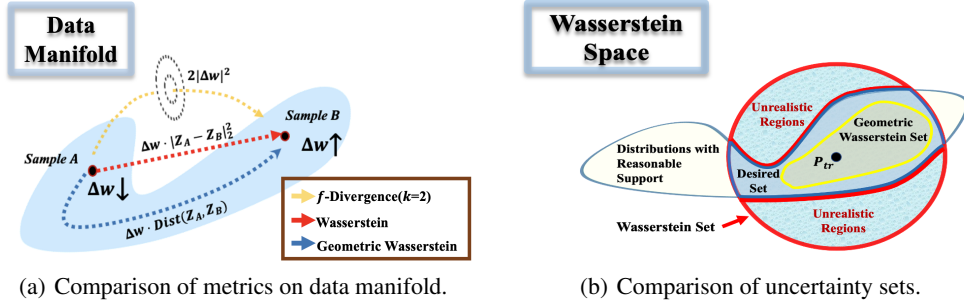 Data
Manifold
2|Δw|²
Sample B
Sample A
Δw · |Z_A − Z_B|₂²
Δw↑
Δw↓
Δw · Dist(Z_A, Z_B)
f-Divergence(k=2)
Wasserstein
Geometric Wasserstein
(a) Comparison of metrics on data manifold.
Wasserstein
Space
Unrealistic
Regions
Geometric
Wasserstein Set
Distributions with
Reasonable
Support
P_tr
Desired
Set
Wasserstein Set
Unrealistic
Regions
(b) Comparison of uncertainty sets.